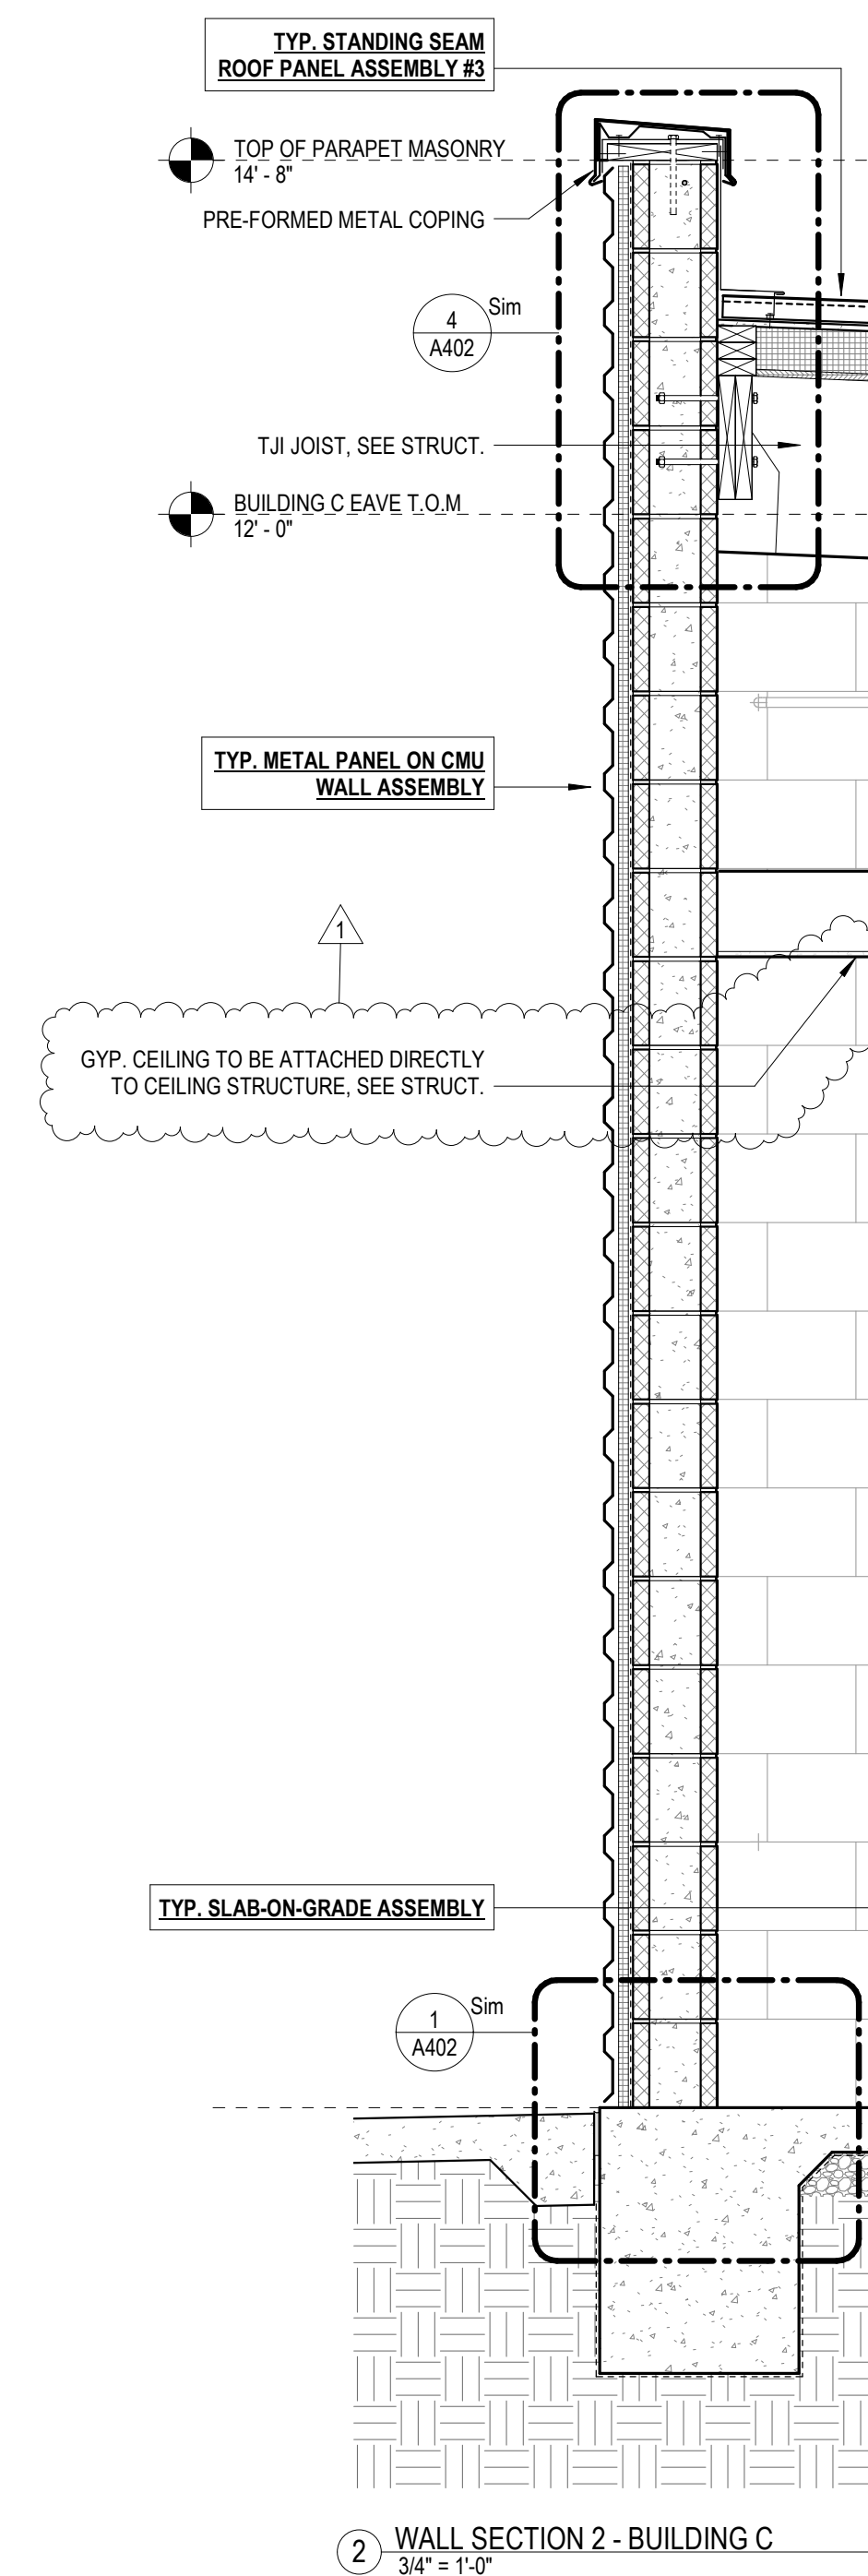 TYP. STANDING SEAM
ROOF PANEL ASSEMBLY #3
TOP OF PARAPET MASONRY
14' - 8"
PRE-FORMED METAL COPING
4
A402
Sim
TJI JOIST, SEE STRUCT.
BUILDING C EAVE T.O.M
12' - 0"
TYP. METAL PANEL ON CMU
WALL ASSEMBLY
1
GYP. CEILING TO BE ATTACHED DIRECTLY
TO CEILING STRUCTURE, SEE STRUCT.
TYP. SLAB-ON-GRADE ASSEMBLY
1
A402
Sim
2
WALL SECTION 2 - BUILDING C
3/4" = 1'-0"